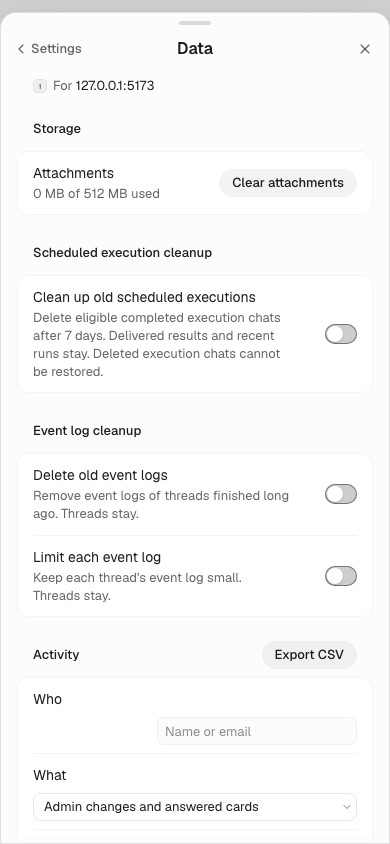 Settings
Data
1 For 127.0.0.1:5173
Storage
Attachments
0 MB of 512 MB used
Clear attachments
Scheduled execution cleanup
Clean up old scheduled executions
Delete eligible completed execution chats
after 7 days. Delivered results and recent
runs stay. Deleted execution chats cannot
be restored.
Event log cleanup
Delete old event logs
Remove event logs of threads finished long
ago. Threads stay.
Limit each event log
Keep each thread's event log small.
Threads stay.
Activity
Export CSV
Who
Name or email
What
Admin changes and answered cards